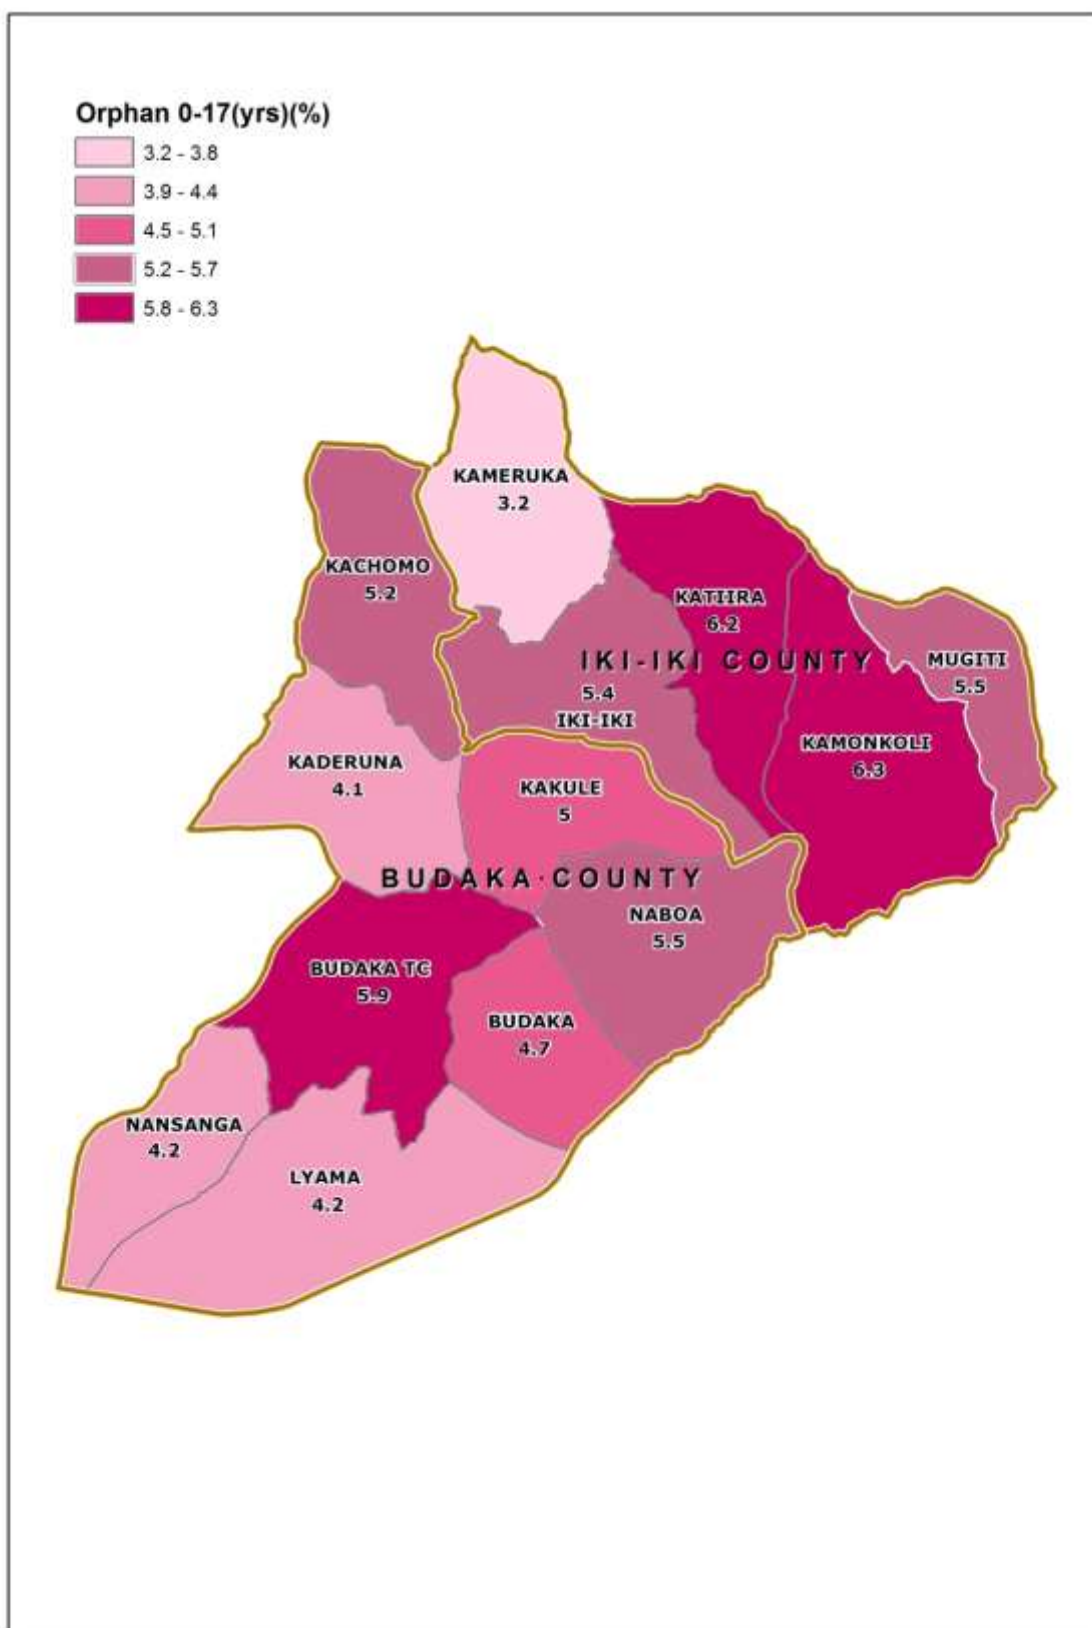 Orphan 0-17(yrs)(%)
3.2 - 3.8
3.9 - 4.4
4.5 - 5.1
5.2 - 5.7
5.8 - 6.3
KAMERUKA
3.2
KACHOMO
5.2
KATIIRA
6.2
IKI-IKI COUNTY
MUGITI
5.5
5.4
IKI-IKI
KAMONKOLI
6.3
KADERUNA
4.1
KAKULE
5
BUDAKA COUNTY
NABOA
5.5
BUDAKA TC
5.9
BUDAKA
4.7
NANSANGA
4.2
LYAMA
4.2